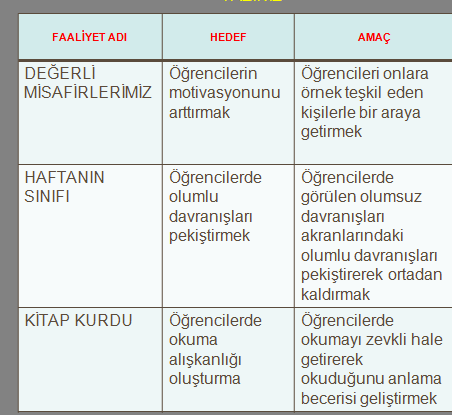 FAALİYET ADI
HEDEF
AMAÇ
DEĞERLİ
MİSAFİRLERİMİZ
Öğrencilerin
motivasyonunu
arttırmak
Öğrencileri onlara
örnek teşkil eden
kişilerle bir araya
getirmek
HAFTANIN
SINIFI
Öğrencilerde
olumlu
davranışları
pekiştirmek
Öğrencilerde
görülen olumsuz
davranışları
akranlarındaki
olumlu davranışları
pekiştirerek ortadan
kaldırmak
KİTAP KURDU
Öğrencilerde
okuma
alışkanlığı
oluşturma
Öğrencilerde
okumayı zevkli hale
getirerek
okuduğunu anlama
becerisi geliştirmek